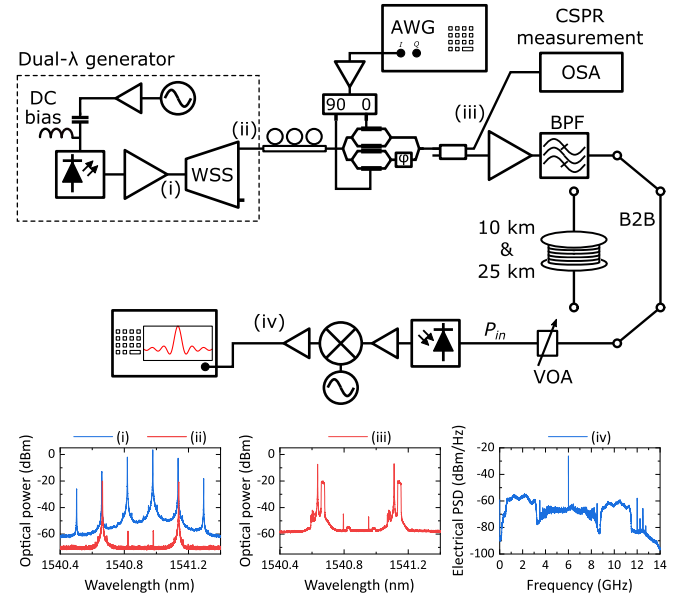 AWG
I Q
CSPR
measurement
OSA
Dual-λ generator
DC
bias
90 0
(iii)
(ii)
BPF
WSS
(i)
φ
10 km
&
25 km
B2B
(iv)
Pin
VOA
(i) (ii)
Optical power (dBm)
0
-20
-40
-60
1540.4 1540.8 1541.2
Wavelength (nm)
(iii)
Optical power (dBm)
0
-20
-40
-60
1540.4 1540.8 1541.2
Wavelength (nm)
(iv)
Electrical PSD (dBm/Hz)
-20
-40
-60
-80
-100
0 2 4 6 8 10 12 14
Frequency (GHz)